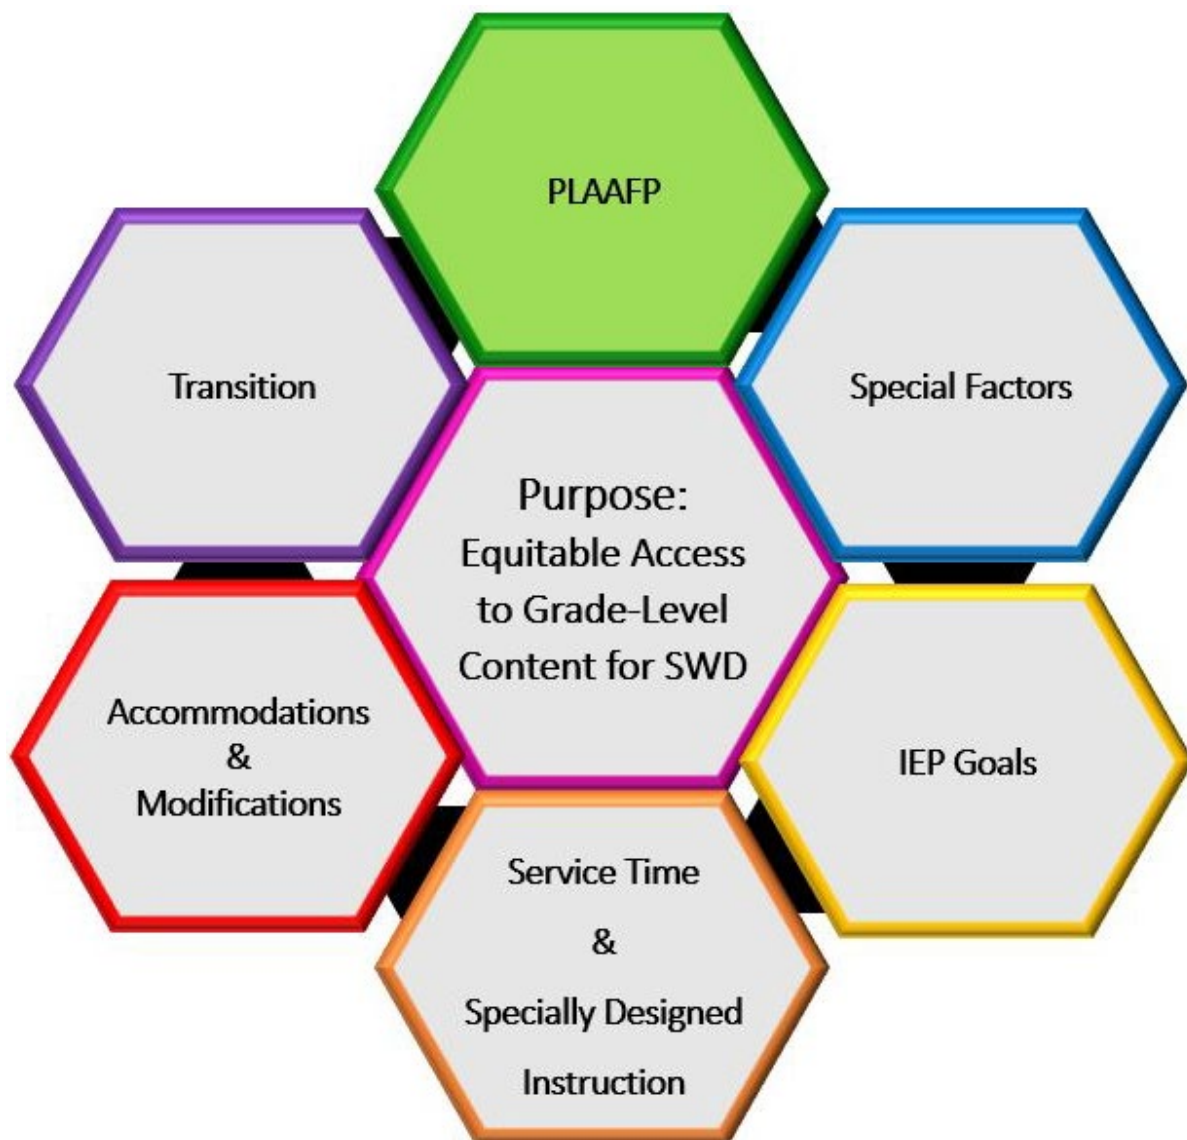 PLAAFP
Transition
Special Factors
Purpose:
Equitable Access
to Grade-Level
Content for SWD
Accommodations
&
Modifications
IEP Goals
Service Time
&
Specially Designed
Instruction